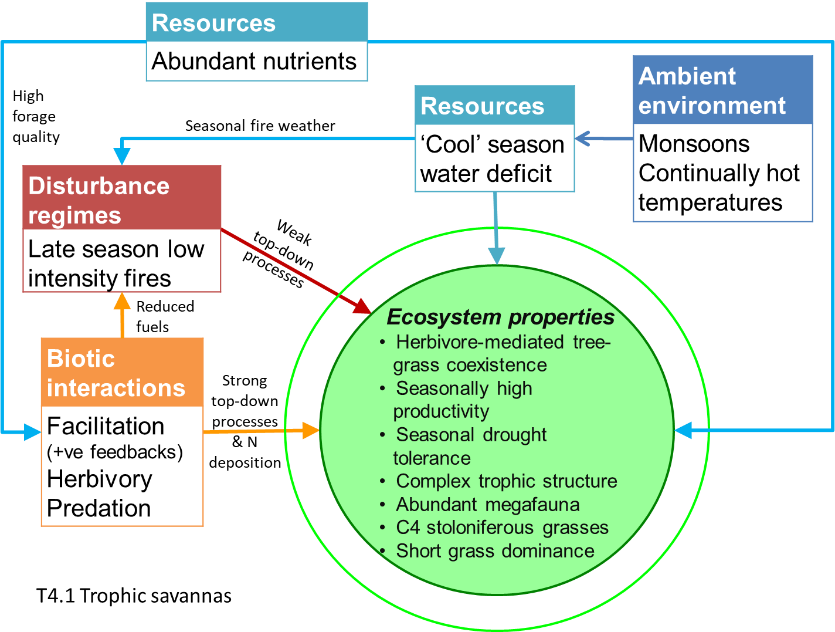 Resources
Abundant nutrients
High
forage
quality
Seasonal fire weather
Resources
‘Cool’ season
water deficit
Ambient
environment
Monsoons
Continually hot
temperatures
Disturbance
regimes
Late season low
intensity fires
Weak
top-down
processes
Reduced
fuels
Biotic
interactions
Facilitation
(+ve feedbacks)
Herbivory
Predation
Strong
top-down
processes
& N
deposition
Ecosystem properties
• Herbivore-mediated tree-
grass coexistence
• Seasonally high
productivity
• Seasonal drought
tolerance
• Complex trophic structure
• Abundant megafauna
• C4 stoloniferous grasses
• Short grass dominance
T4.1 Trophic savannas